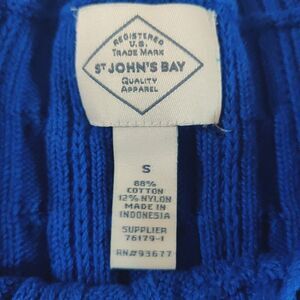 REGISTERED
U.S.
TRADE MARK
ST JOHN'S BAY
QUALITY
APPAREL
S
88%
COTTON
12% NYLON
MADE IN
INDONESIA
SUPPLIER
76179-1
RN#93677